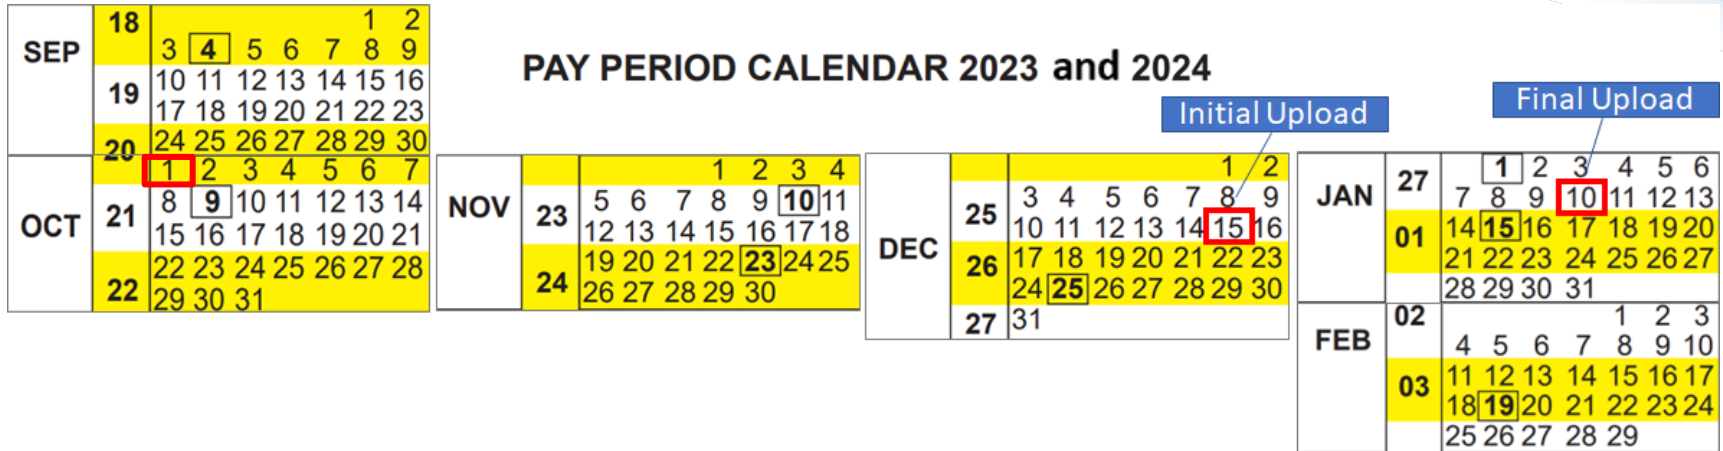 PAY PERIOD CALENDAR 2023 and 2024
SEP
18
1 2
3 4 5 6 7 8 9
19
10 11 12 13 14 15 16
17 18 19 20 21 22 23
20
24 25 26 27 28 29 30
OCT
1 2 3 4 5 6 7
21
8 9 10 11 12 13 14
15 16 17 18 19 20 21
22
22 23 24 25 26 27 28
29 30 31
NOV
1 2 3 4
23
5 6 7 8 9 10 11
12 13 14 15 16 17 18
24
19 20 21 22 23 24 25
26 27 28 29 30
Initial Upload
DEC
1 2
25
3 4 5 6 7 8 9
10 11 12 13 14 15 16
26
17 18 19 20 21 22 23
24 25 26 27 28 29 30
27
31
Final Upload
JAN
27
1 2 3 4 5 6
7 8 9 10 11 12 13
01
14 15 16 17 18 19 20
21 22 23 24 25 26 27
28 29 30 31
FEB
02
1 2 3
4 5 6 7 8 9 10
03
11 12 13 14 15 16 17
18 19 20 21 22 23 24
25 26 27 28 29